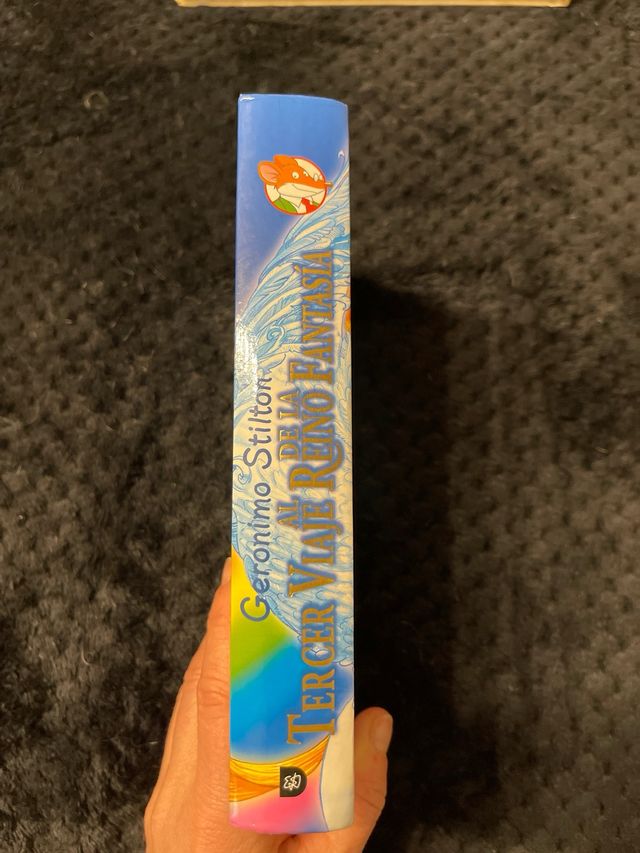 Geronimo Stilton
TERCER VIAJE AL REINO DE LA FANTASÍA